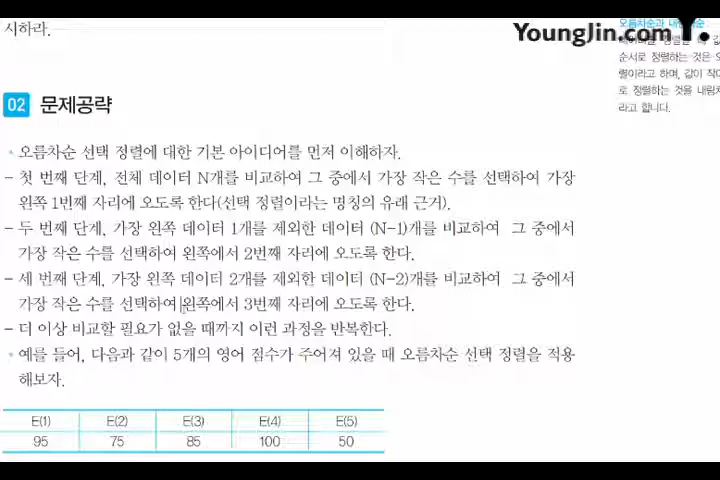 시하라.
YoungJin.com Y.
오름차순과 내림차순
순서로 정렬하는 것은 오
렬이라고 하며, 값이 작아
로 정렬하는 것을 내림차
라고 합니다.
02 문제공략
• 오름차순 선택 정렬에 대한 기본 아이디어를 먼저 이해하자.
– 첫 번째 단계, 전체 데이터 N개를 비교하여 그 중에서 가장 작은 수를 선택하여 가장
왼쪽 1번째 자리에 오도록 한다(선택 정렬이라는 명칭의 유래 근거).
– 두 번째 단계, 가장 왼쪽 데이터 1개를 제외한 데이터 (N-1)개를 비교하여 그 중에서
가장 작은 수를 선택하여 왼쪽에서 2번째 자리에 오도록 한다.
– 세 번째 단계, 가장 왼쪽 데이터 2개를 제외한 데이터 (N-2)개를 비교하여 그 중에서
가장 작은 수를 선택하여 왼쪽에서 3번째 자리에 오도록 한다.
– 더 이상 비교할 필요가 없을 때까지 이런 과정을 반복한다.
• 예를 들어, 다음과 같이 5개의 영어 점수가 주어져 있을 때 오름차순 선택 정렬을 적용
해보자.
E(1) E(2) E(3) E(4) E(5)
95 75 85 100 50